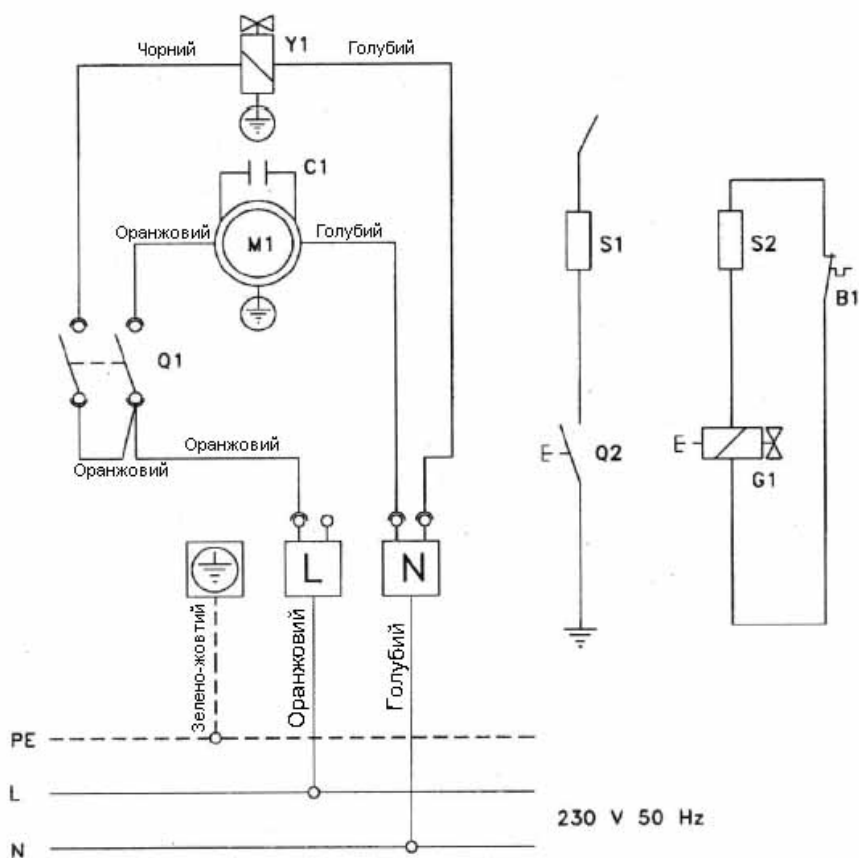 Чорний
Y1
Голубий
C1
Оранжовий
M1
Голубий
S1
S2
B1
Q1
Оранжовий
Оранжовий
Q2
G1
L
N
Зелено-жовтий
Оранжовий
Голубий
PE
L
230 V 50 Hz
N